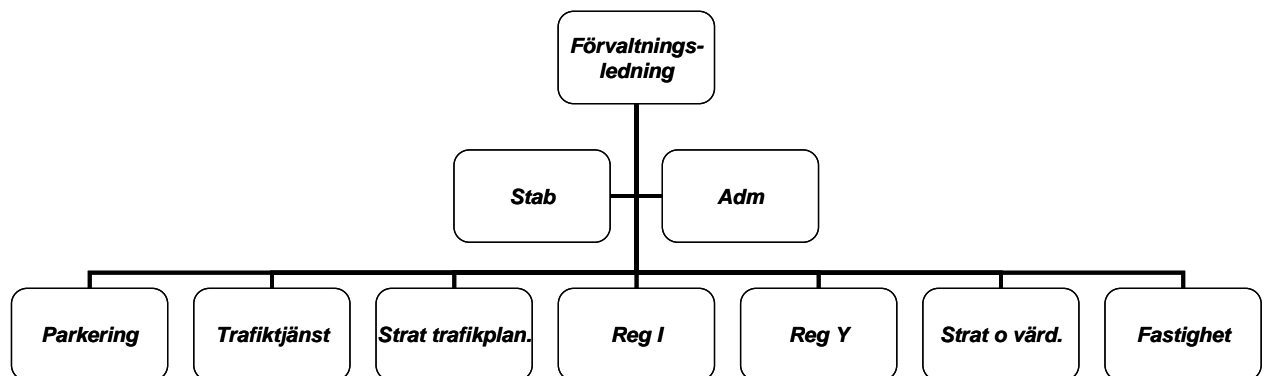 Förvaltnings-
ledning
Stab
Adm
Parkering
Trafiktjänst
Strat trafikplan.
Reg I
Reg Y
Strat o värd.
Fastighet